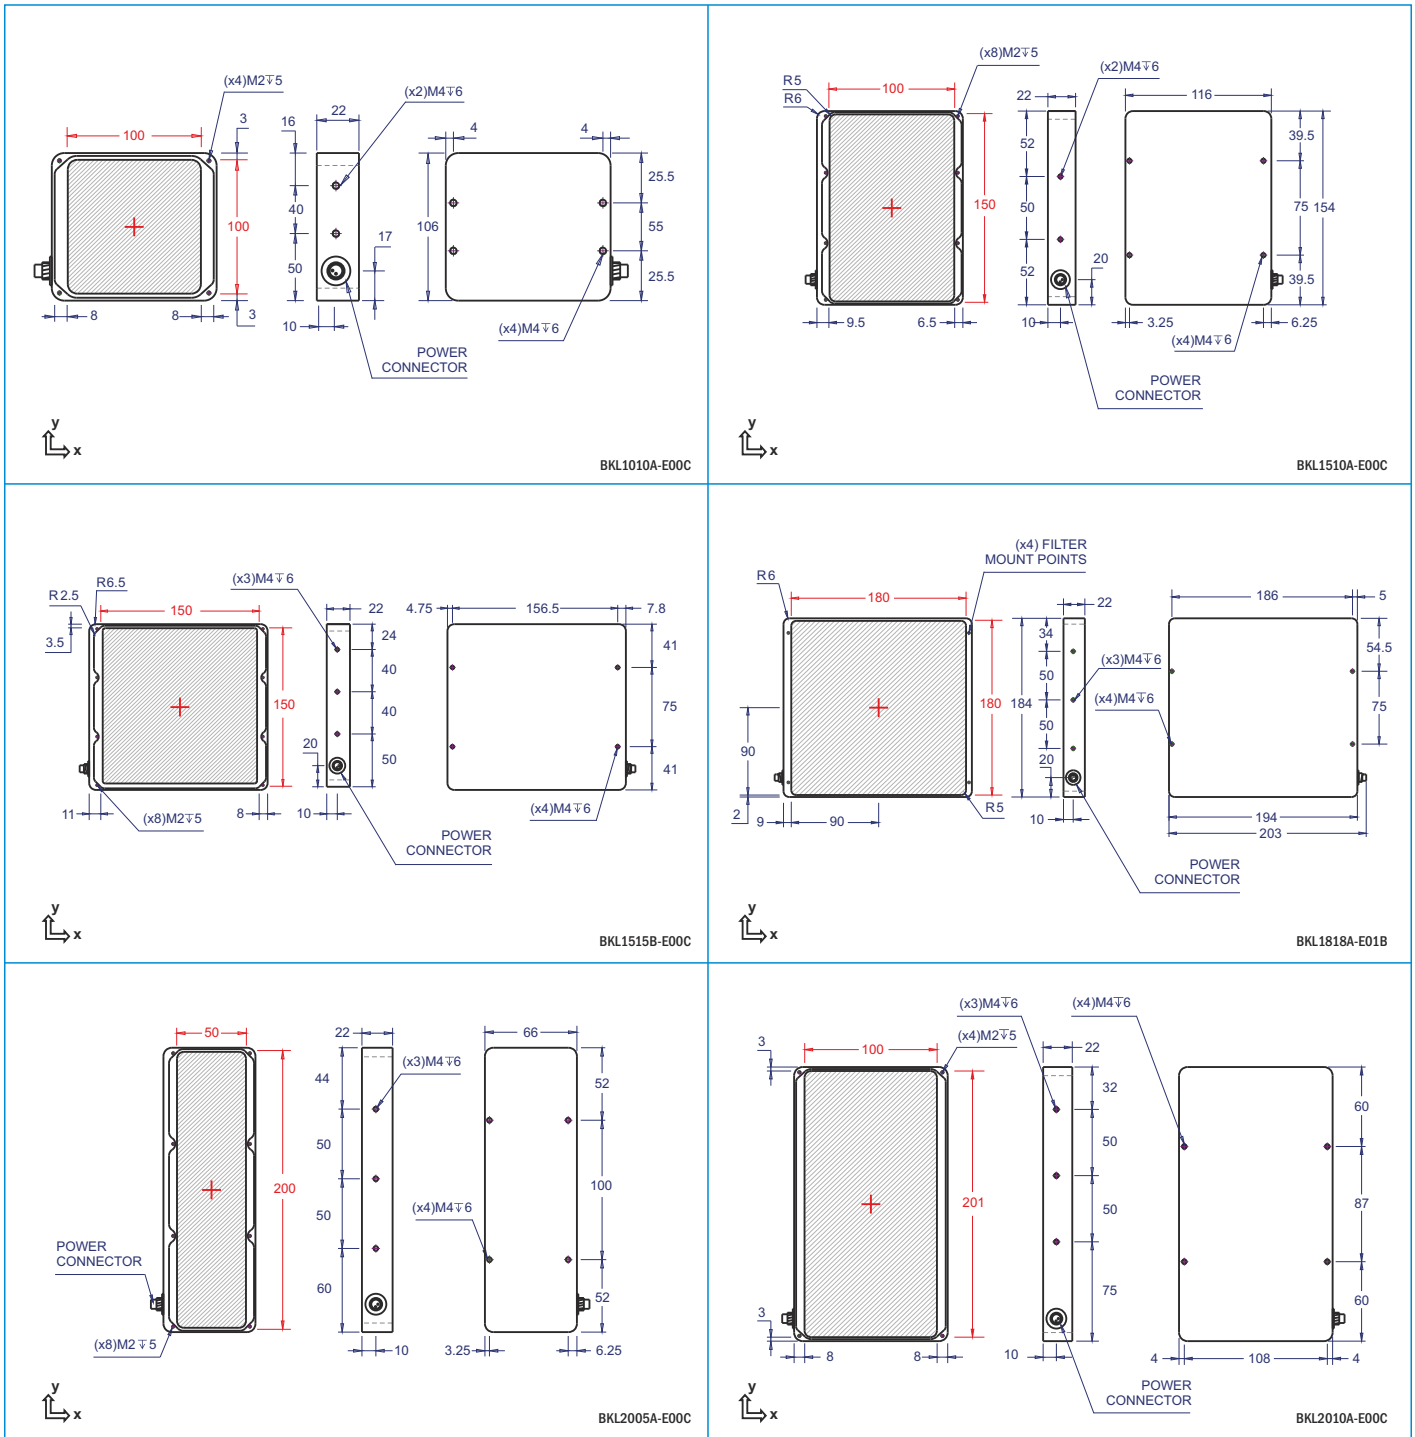 (x4)M2↧5
(x2)M4↧6
22
3
16
4
4
100
25.5
40
100
106
55
17
50
25.5
8
8
3
10
(x4)M4↧6
POWER
CONNECTOR
y
x
BKL1010A-E00C
(x8)M2↧5
(x2)M4↧6
R5
R6
100
22
116
39.5
52
150
50
75
154
20
52
39.5
9.5
6.5
10
3.25
6.25
(x4)M4↧6
POWER
CONNECTOR
y
x
BKL1510A-E00C
(x3)M4↧6
R6.5
R2.5
150
22
4.75
156.5
7.8
3.5
24
41
40
150
40
75
20
50
41
11
8
10
(x8)M2↧5
(x4)M4↧6
POWER
CONNECTOR
y
x
BKL1515B-E00C
(x4) FILTER
MOUNT POINTS
R6
180
22
186
5
34
54.5
(x3)M4↧6
50
(x4)M4↧6
180
184
75
50
90
20
2
9
90
R5
10
194
203
POWER
CONNECTOR
y
x
BKL1818A-E01B
50
22
66
(x3)M4↧6
44
52
50
200
100
50
(x4)M4↧6
POWER
CONNECTOR
60
52
(x8)M2↧5
10
3.25
6.25
y
x
BKL2005A-E00C
(x3)M4↧6
(x4)M4↧6
(x4)M2↧5
3
100
22
32
60
50
201
50
87
75
60
3
8
8
10
4
108
4
POWER
CONNECTOR
y
x
BKL2010A-E00C